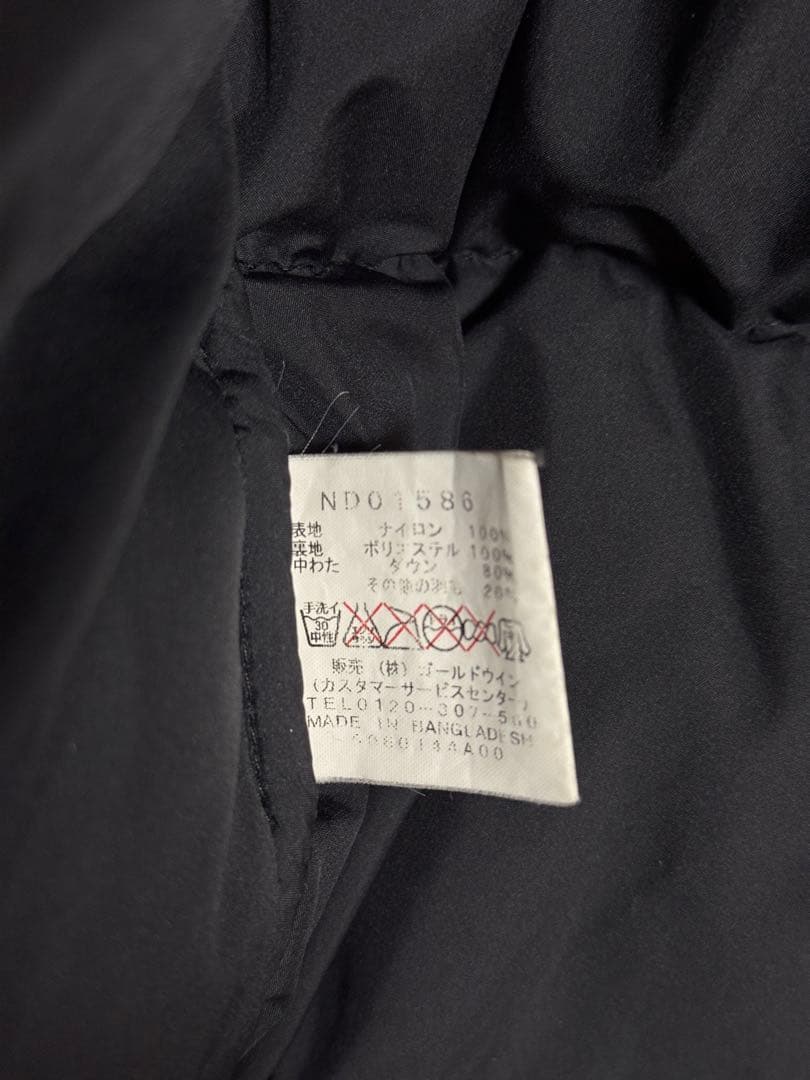 ND01586
表地 ナイロン 100%
裏地 ポリエステル 100%
中わた ダウン 80%
その他の羽毛 20%
手洗イ 30 中性
販売 (株)ゴールドウイン
(カスタマーサービスセンター)
TEL0120-307-560
MADE IN BANGLADESH